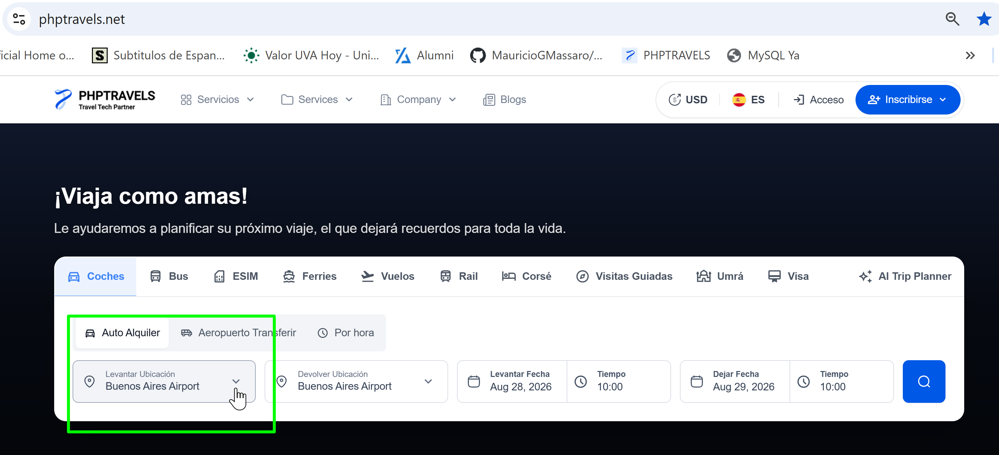 phptravels.net
ficial Home o...
Subtitulos de Espan...
Valor UVA Hoy - Uni...
Alumni
MauricioGMassaro/...
PHPTRAVELS
MySQL Ya
PHPTRAVELS
Travel Tech Partner
Servicios
Services
Company
Blogs
USD
ES
Acceso
Inscribirse
¡Viaja como amas!
Le ayudaremos a planificar su próximo viaje, el que dejará recuerdos para toda la vida.
Coches
Bus
ESIM
Ferries
Vuelos
Rail
Corsé
Visitas Guiadas
Umrá
Visa
AI Trip Planner
Auto Alquiler
Aeropuerto Transferir
Por hora
Levantar Ubicación
Buenos Aires Airport
Devolver Ubicación
Buenos Aires Airport
Levantar Fecha
Aug 28, 2026
Tiempo
10:00
Dejar Fecha
Aug 29, 2026
Tiempo
10:00